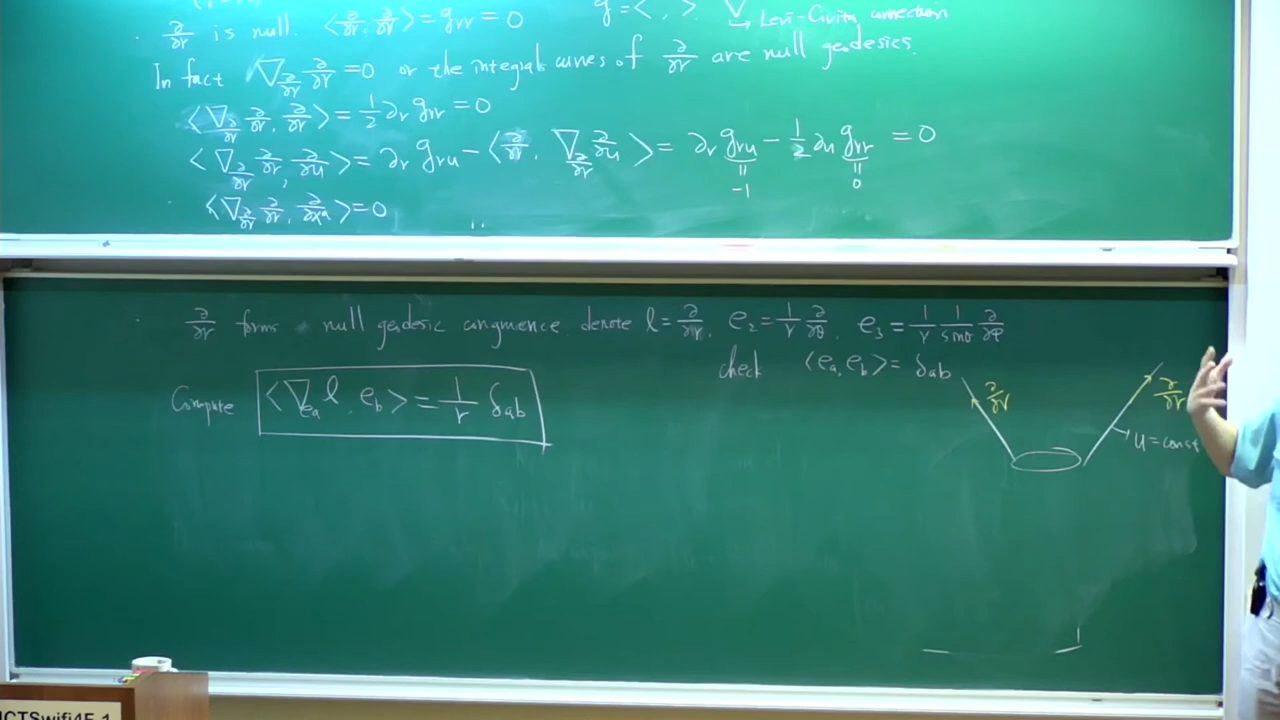 · ∂/∂r is null. ⟨∂/∂r, ∂/∂r⟩ = g_rr = 0 g = ⟨ , ⟩ ∇
↳ Levi-Civita connection
In fact ∇_{∂/∂r} ∂/∂r = 0 or the integral curves of ∂/∂r are null geodesics.
⟨∇_{∂/∂r} ∂/∂r, ∂/∂r⟩ = 1/2 ∂_r g_rr = 0
⟨∇_{∂/∂r} ∂/∂r, ∂/∂u⟩ = ∂_r g_ru − ⟨∂/∂r, ∇_{∂/∂r} ∂/∂u⟩ = ∂_r g_ru − 1/2 ∂_u g_rr = 0
|| ||
-1 0
⟨∇_{∂/∂r} ∂/∂r, ∂/∂x^a⟩ = 0
· ∂/∂r forms a null geodesic congruence denote l = ∂/∂r, e_2 = 1/r ∂/∂θ, e_3 = 1/r 1/sinθ ∂/∂φ
check ⟨e_a, e_b⟩ = δ_ab
Compute ⟨∇_{e_a} l, e_b⟩ = 1/r δ_ab
∂/∂r
∂/∂r
u = const